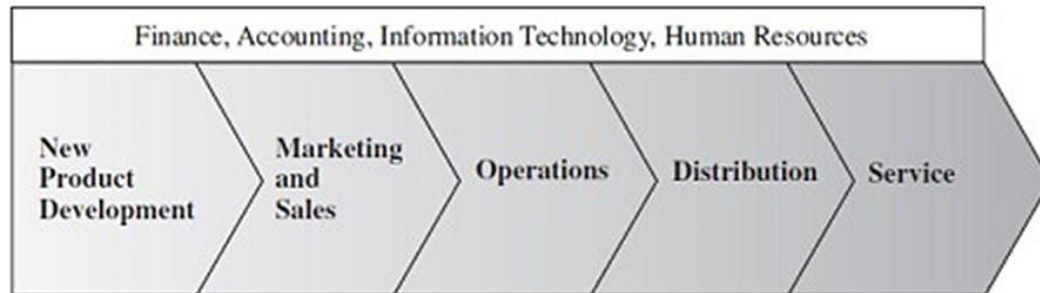 Finance, Accounting, Information Technology, Human Resources
New
Product
Development
Marketing
and
Sales
Operations
Distribution
Service